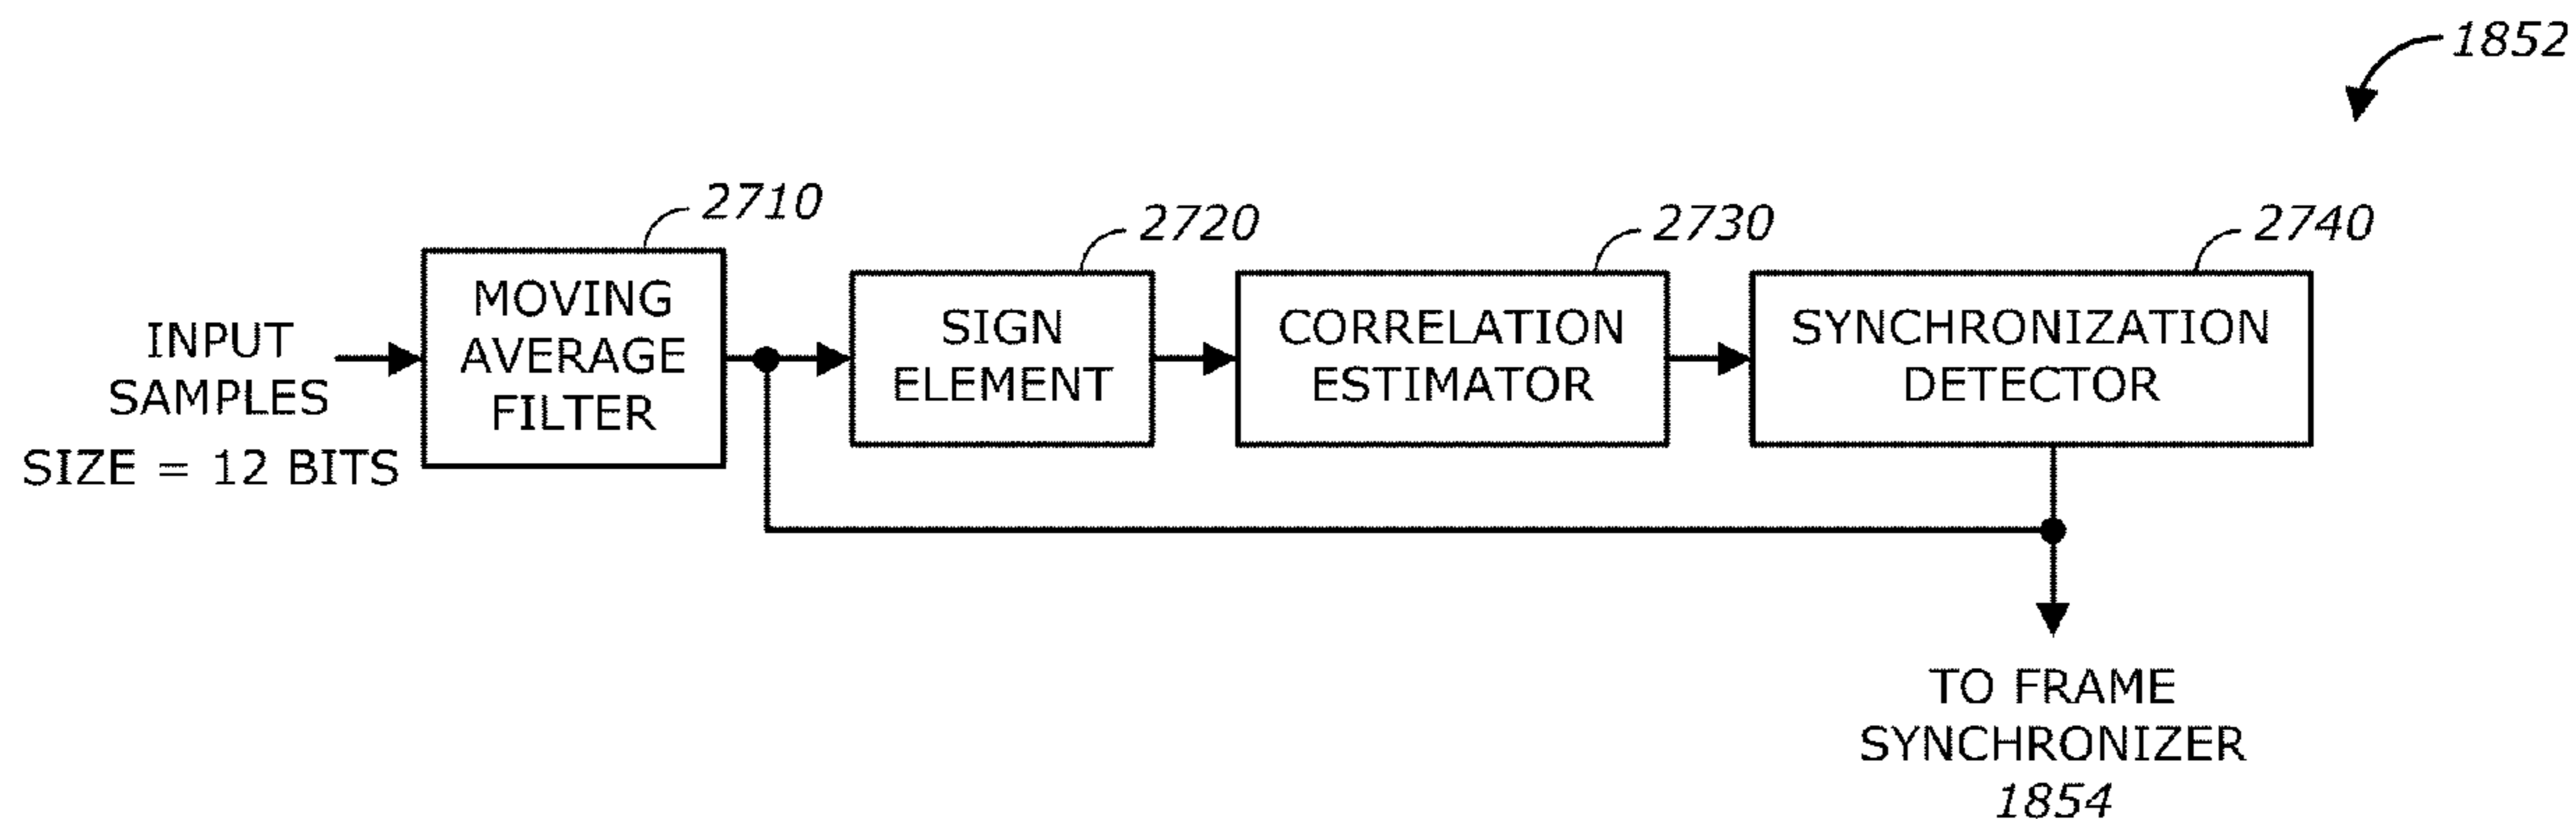 1852
2710
2720
2730
2740
INPUT
SAMPLES
SIZE = 12 BITS
MOVING
AVERAGE
FILTER
SIGN
ELEMENT
CORRELATION
ESTIMATOR
SYNCHRONIZATION
DETECTOR
TO FRAME
SYNCHRONIZER
1854